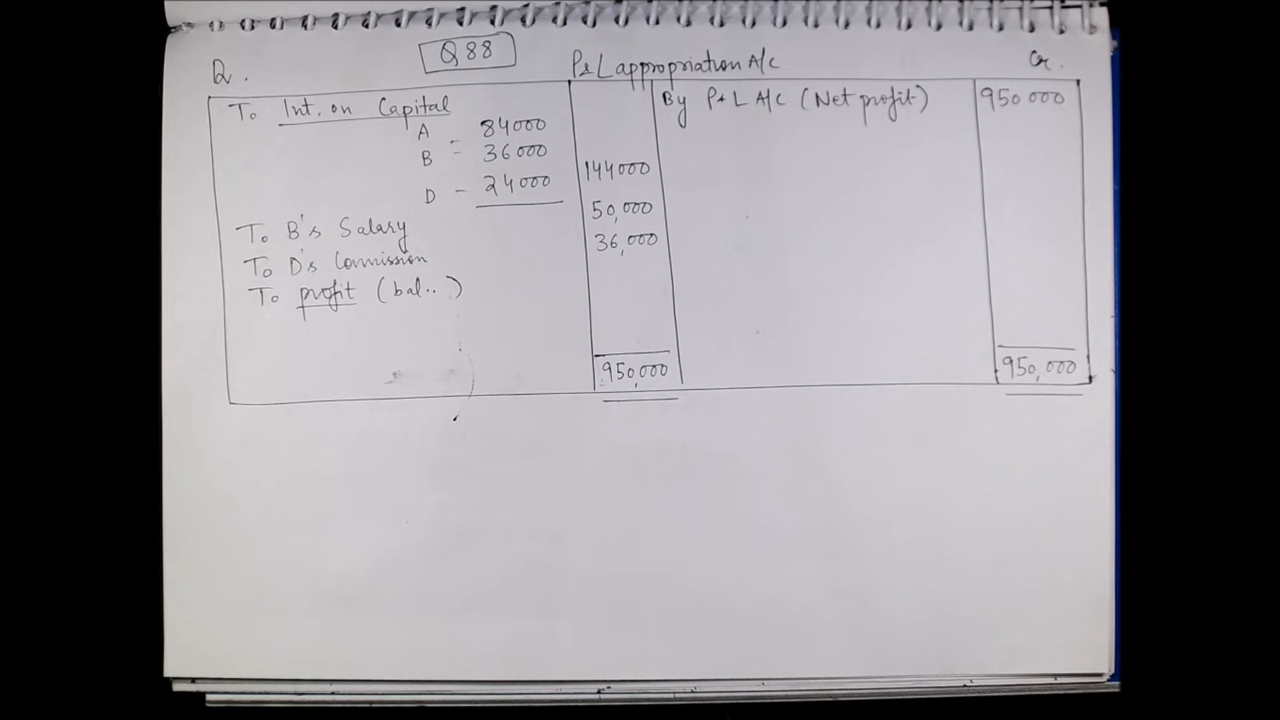 Q88
D.
P&L appropriation A/c
Cr.
To Int. on Capital
A = 84000
B = 36000
D - 24000
144000
To B's Salary 50,000
To D's Commission 36,000
To profit (bal..)
950,000
By P+L A/C (Net profit) 950000
950,000